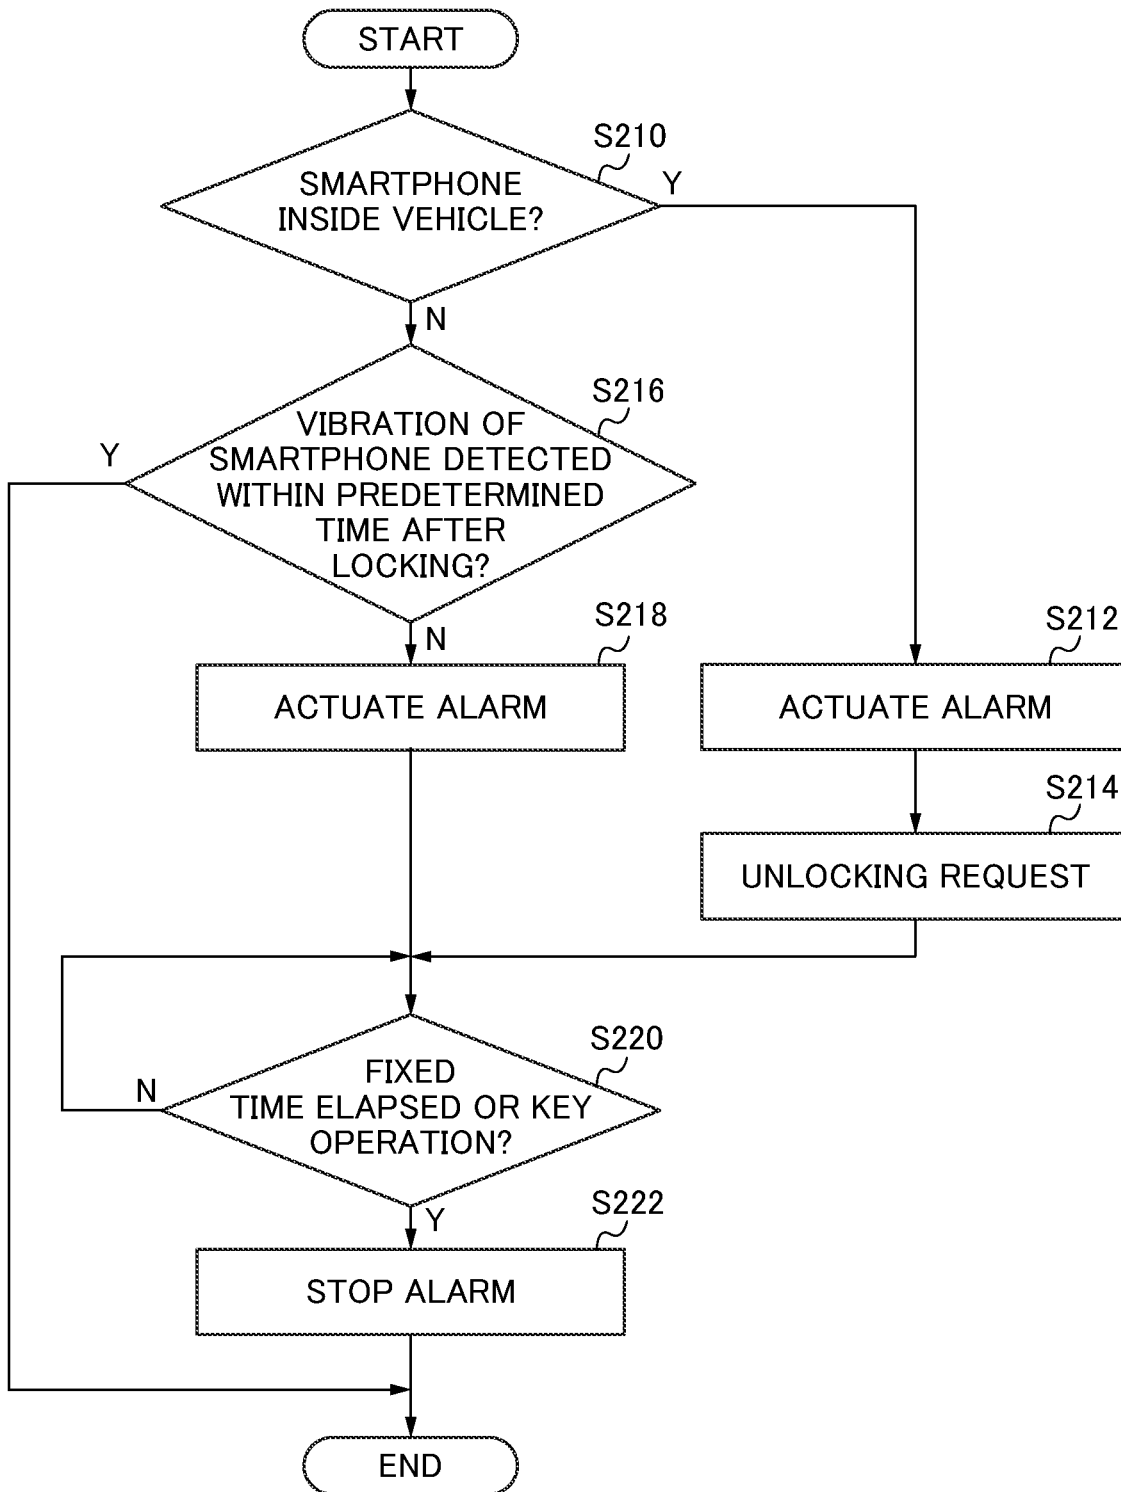 START
S210
SMARTPHONE
INSIDE VEHICLE?
Y
N
S216
VIBRATION OF
SMARTPHONE DETECTED
WITHIN PREDETERMINED
TIME AFTER
LOCKING?
Y
N
S218
ACTUATE ALARM
S212
ACTUATE ALARM
S214
UNLOCKING REQUEST
S220
FIXED
TIME ELAPSED OR KEY
OPERATION?
N
Y
S222
STOP ALARM
END